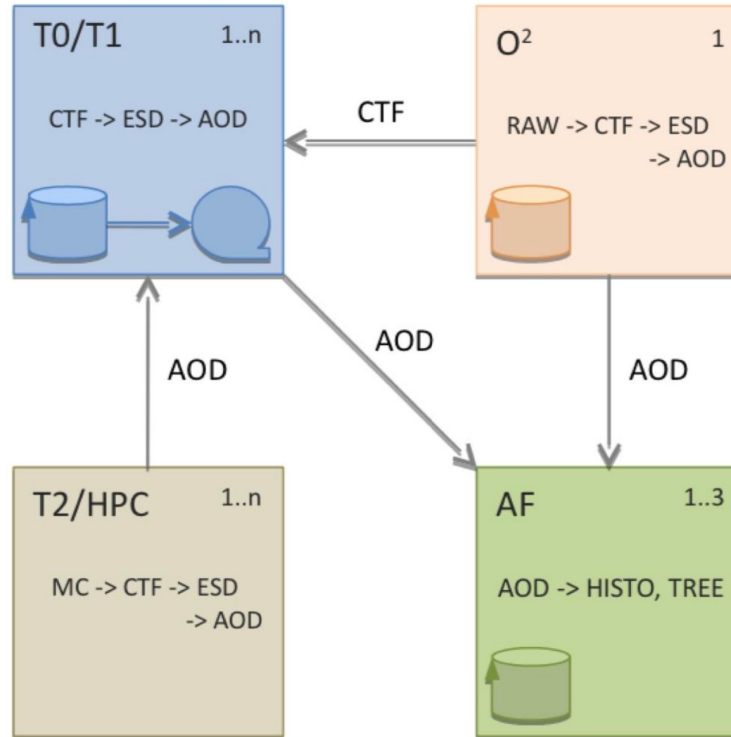 T0/T1 1..n
CTF -> ESD -> AOD
CTF
O² 1
RAW -> CTF -> ESD
-> AOD
AOD
AOD
AOD
T2/HPC 1..n
MC -> CTF -> ESD
-> AOD
AF 1..3
AOD -> HISTO, TREE